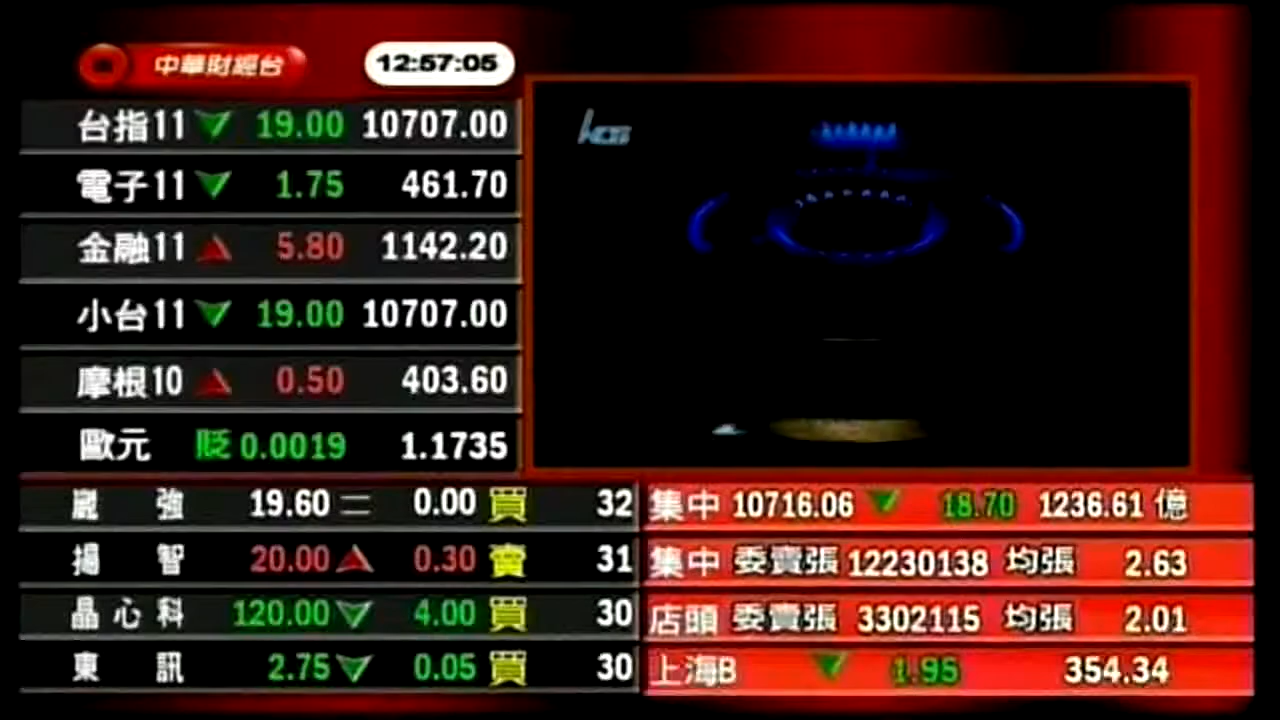 中華財經台 12:57:05
台指11 ▼ 19.00 10707.00
電子11 ▼ 1.75 461.70
金融11 ▲ 5.80 1142.20
小台11 ▼ 19.00 10707.00
摩根10 ▲ 0.50 403.60
歐元 貶 0.0019 1.1735
強 19.60 = 0.00 買 32
揚智 20.00 ▲ 0.30 賣 31
晶心科 120.00 ▼ 4.00 買 30
東訊 2.75 ▼ 0.05 買 30
集中 10716.06 ▼ 18.70 1236.61 億
集中 委賣張 12230138 均張 2.63
店頭 委賣張 3302115 均張 2.01
上海B ▼ 1.95 354.34